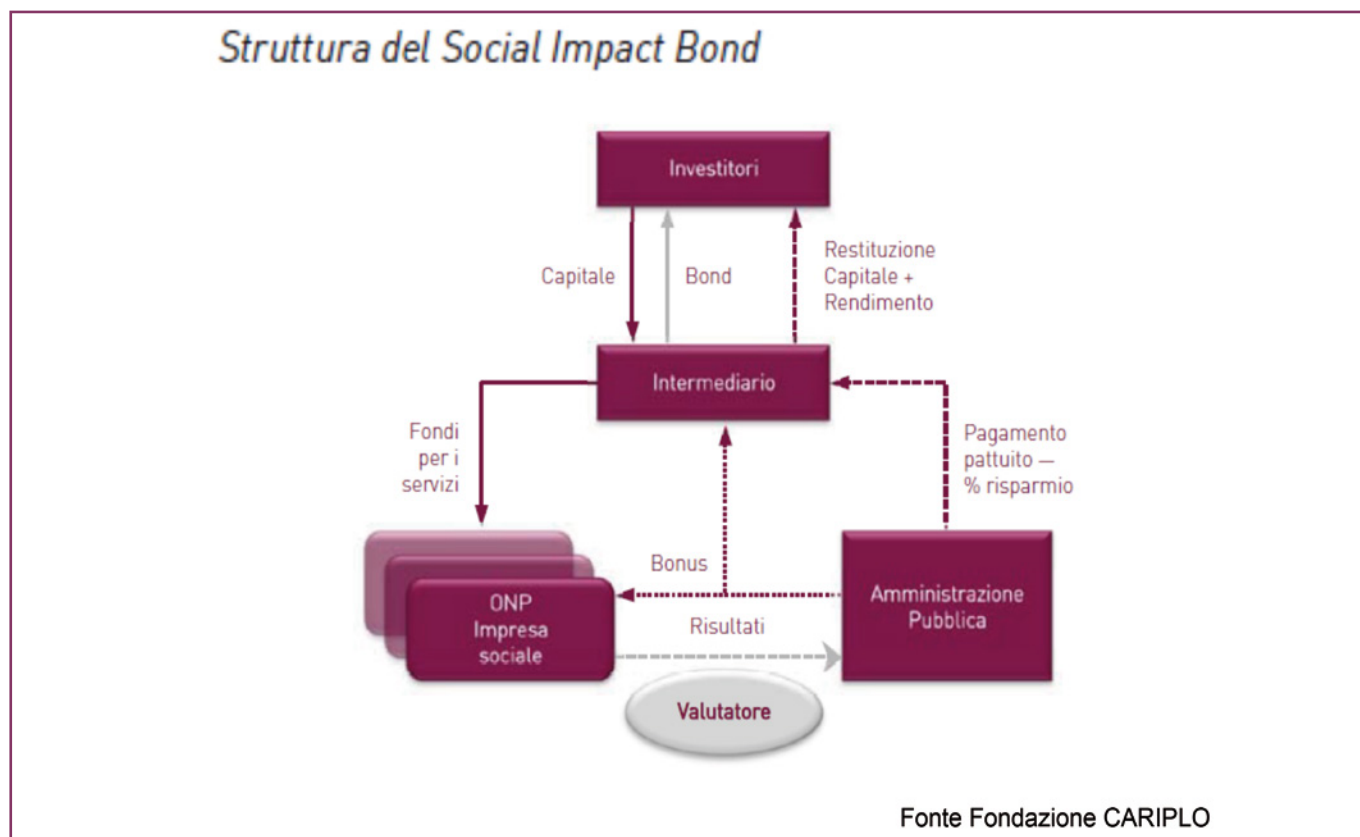 Struttura del Social Impact Bond
Investitori
Capitale
Bond
Restituzione
Capitale +
Rendimento
Intermediario
Fondi
per i
servizi
Pagamento
pattuito —
% risparmio
Bonus
ONP
Impresa
sociale
Risultati
Amministrazione
Pubblica
Valutatore
Fonte Fondazione CARIPLO